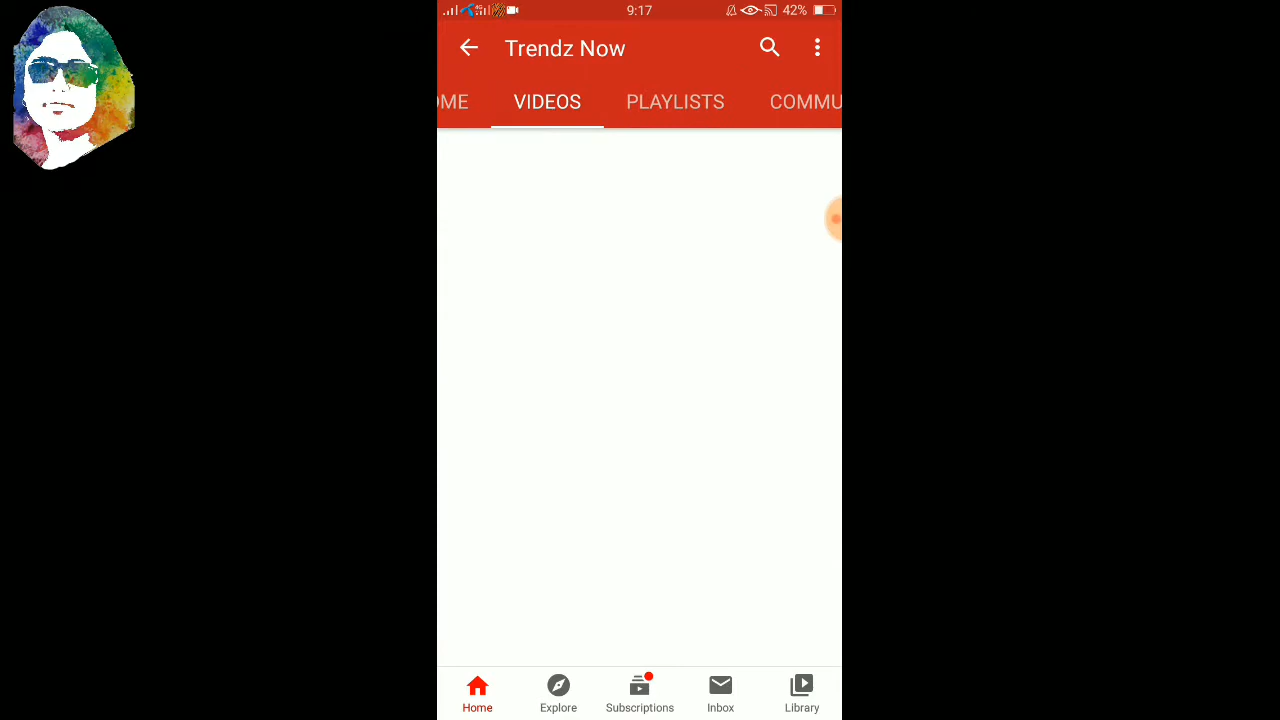 9:17 42%
Trendz Now
OME VIDEOS PLAYLISTS COMMU
Home Explore Subscriptions Inbox Library